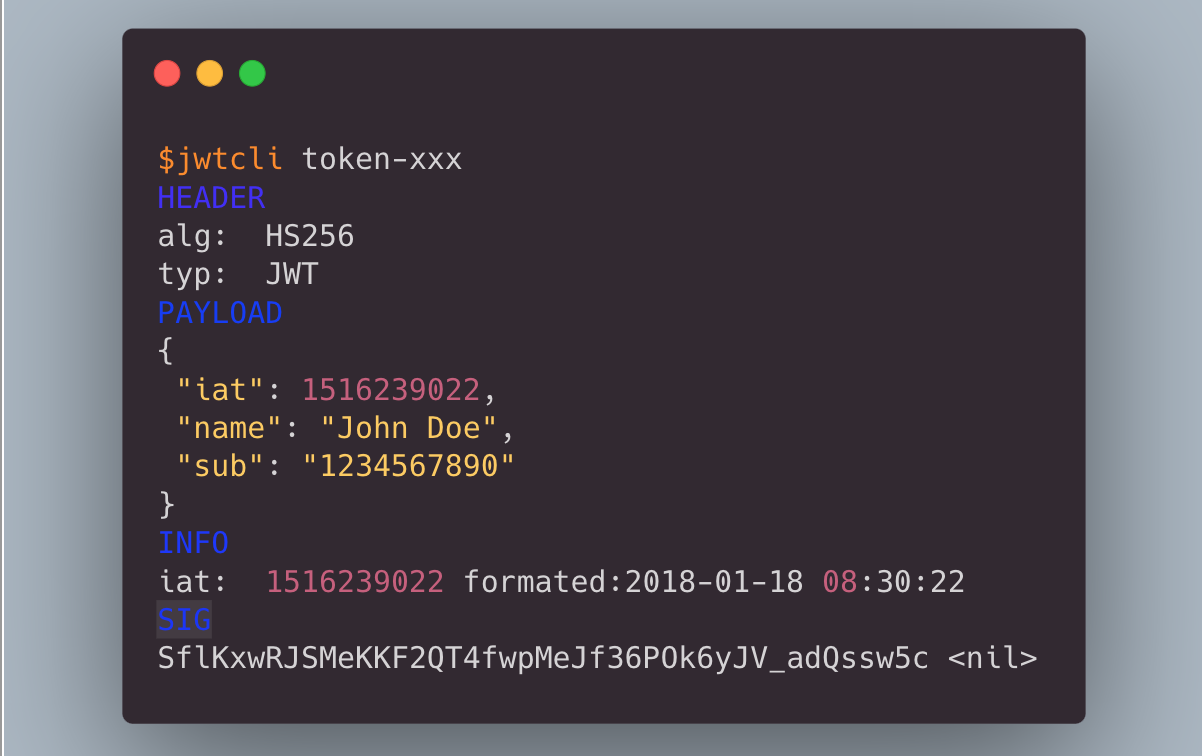 $jwtcli token-xxx
HEADER
alg:  HS256
typ:  JWT
PAYLOAD
{
 "iat": 1516239022,
 "name": "John Doe",
 "sub": "1234567890"
}
INFO
iat:  1516239022 formated:2018-01-18 08:30:22
SIG
SflKxwRJSMeKKF2QT4fwpMeJf36POk6yJV_adQssw5c <nil>